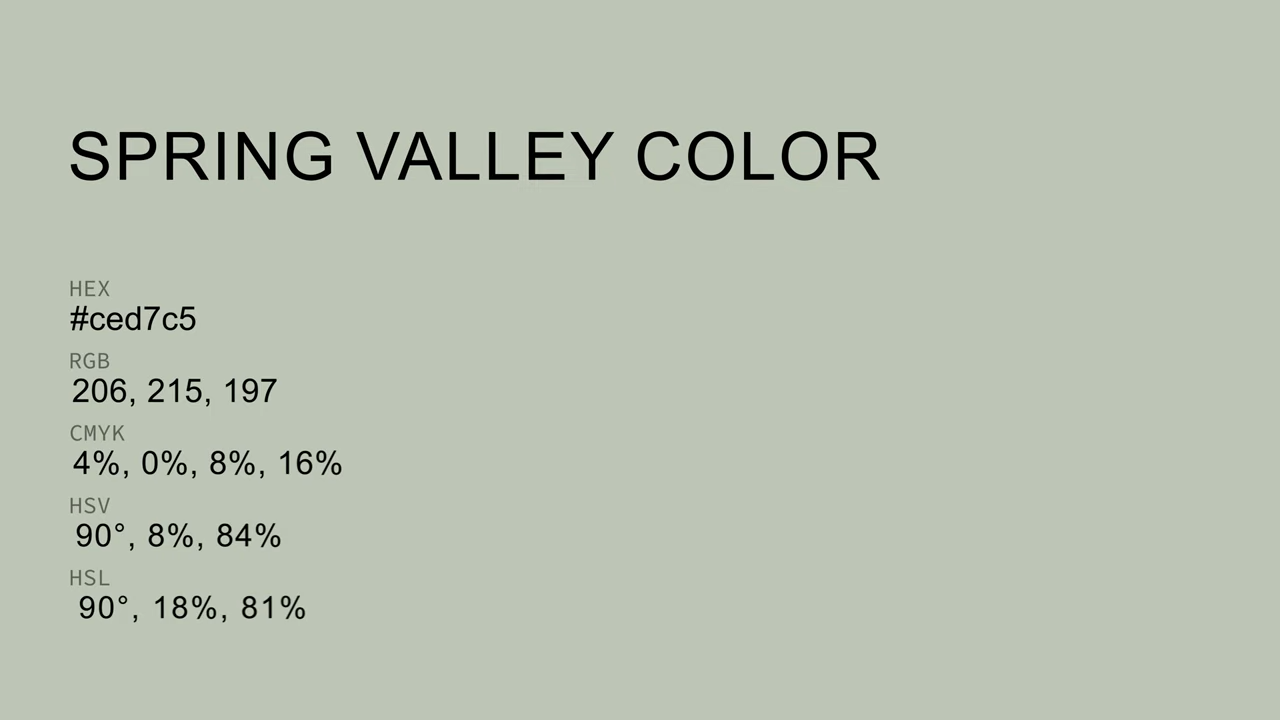 SPRING VALLEY COLOR
HEX
#ced7c5
RGB
206, 215, 197
CMYK
4%, 0%, 8%, 16%
HSV
90°, 8%, 84%
HSL
90°, 18%, 81%